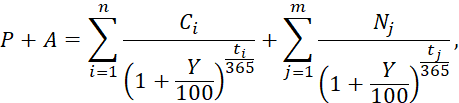 P + A = \sum_{i=1}^{n} \frac{C_i}{\left(1 + \frac{Y}{100}\right)^{\frac{t_i}{365}}} + \sum_{j=1}^{m} \frac{N_j}{\left(1 + \frac{Y}{100}\right)^{\frac{t_j}{365}}},